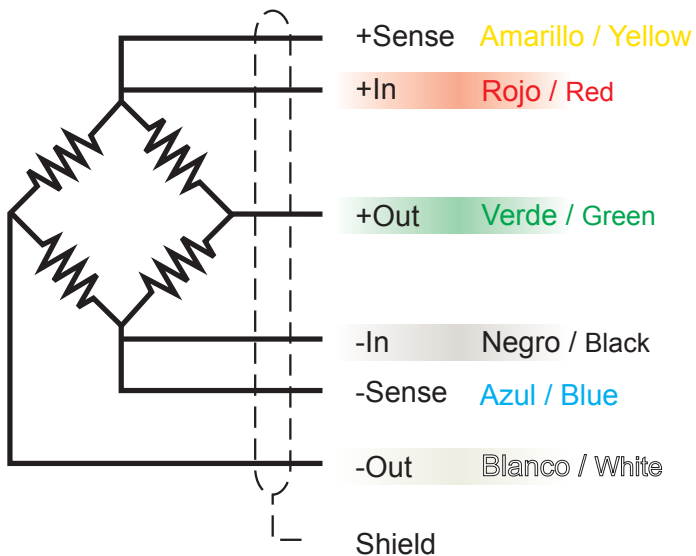 +Sense Amarillo / Yellow
+In Rojo / Red
+Out Verde / Green
-In Negro / Black
-Sense Azul / Blue
-Out Blanco / White
Shield